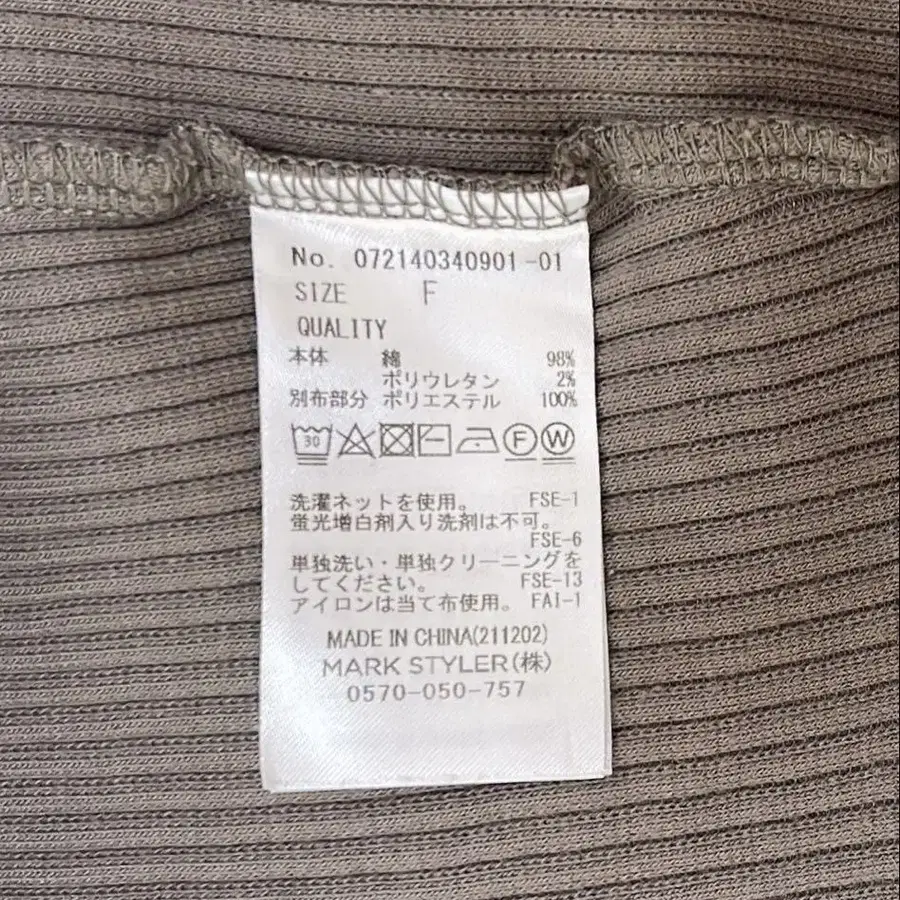 No. 072140340901-01
SIZE F
QUALITY
本体 綿 98%
ポリウレタン 2%
別布部分 ポリエステル 100%
30 F W
洗濯ネットを使用。 FSE-1
蛍光増白剤入り洗剤は不可。
FSE-6
単独洗い・単独クリーニングを
してください。 FSE-13
アイロンは当て布使用。 FAI-1
MADE IN CHINA(211202)
MARK STYLER(株)
0570-050-757